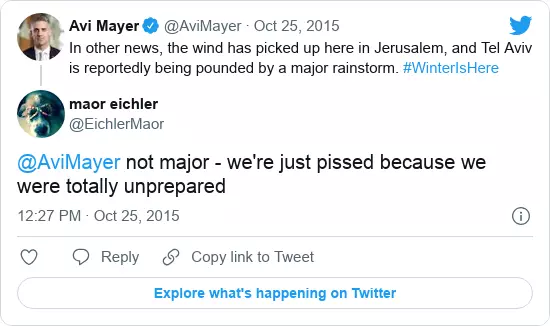 Avi Mayer @AviMayer · Oct 25, 2015
In other news, the wind has picked up here in Jerusalem, and Tel Aviv
is reportedly being pounded by a major rainstorm. #WinterIsHere
maor eichler
@EichlerMaor
@AviMayer not major - we're just pissed because we
were totally unprepared
12:27 PM · Oct 25, 2015
Reply
Copy link to Tweet
Explore what's happening on Twitter